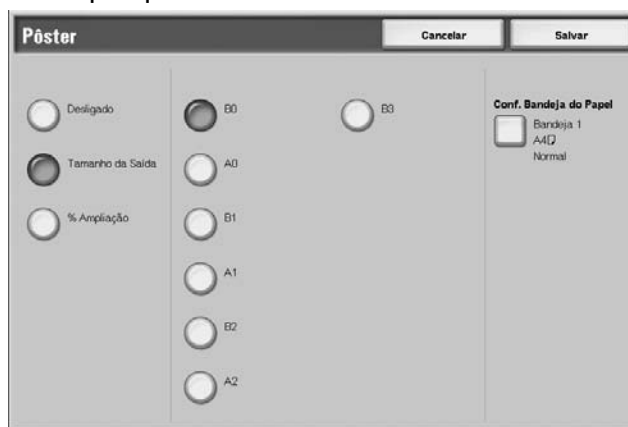 Pôster
Cancelar
Salvar
Desligado
Tamanho da Saída
% Ampliação
B0
A0
B1
A1
B2
A2
B3
Conf. Bandeja do Papel
Bandeja 1
A4
Normal